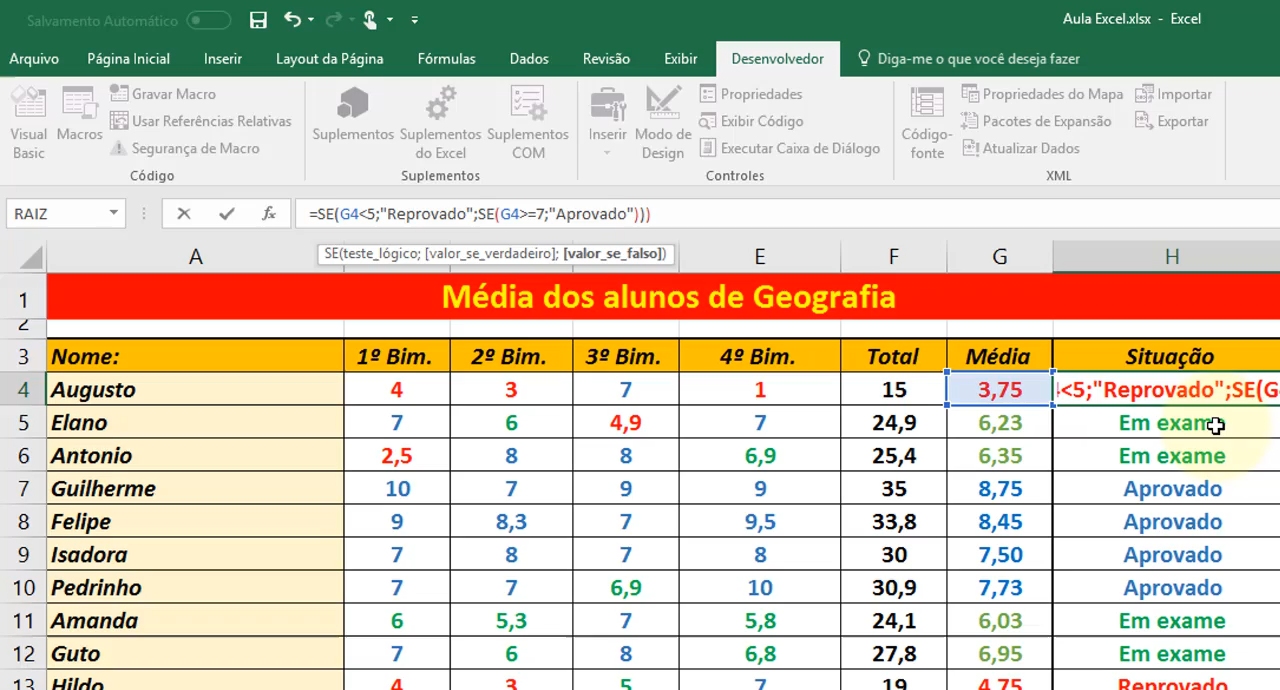 Salvamento Automático
Aula Excel.xlsx - Excel
Arquivo Página Inicial Inserir Layout da Página Fórmulas Dados Revisão Exibir Desenvolvedor Diga-me o que você deseja fazer
Visual Basic
Macros
Gravar Macro
Usar Referências Relativas
Segurança de Macro
Código
Suplementos
Suplementos do Excel
Suplementos COM
Suplementos
Inserir
Modo de Design
Propriedades
Exibir Código
Executar Caixa de Diálogo
Controles
Código-fonte
Propriedades do Mapa
Pacotes de Expansão
Atualizar Dados
Importar
Exportar
XML
RAIZ fx =SE(G4<5;"Reprovado";SE(G4>=7;"Aprovado")))
SE(teste_lógico; [valor_se_verdadeiro]; [valor_se_falso])
A E F G H
1 Média dos alunos de Geografia
2
3 Nome: 1º Bim. 2º Bim. 3º Bim. 4º Bim. Total Média Situação
4 Augusto 4 3 7 1 15 3,75 <5;"Reprovado";SE(G
5 Elano 7 6 4,9 7 24,9 6,23 Em exame
6 Antonio 2,5 8 8 6,9 25,4 6,35 Em exame
7 Guilherme 10 7 9 9 35 8,75 Aprovado
8 Felipe 9 8,3 7 9,5 33,8 8,45 Aprovado
9 Isadora 7 8 7 8 30 7,50 Aprovado
10 Pedrinho 7 7 6,9 10 30,9 7,73 Aprovado
11 Amanda 6 5,3 7 5,8 24,1 6,03 Em exame
12 Guto 7 6 8 6,8 27,8 6,95 Em exame
13 Hildo 4 3 5 7 19 4,75 Reprovado